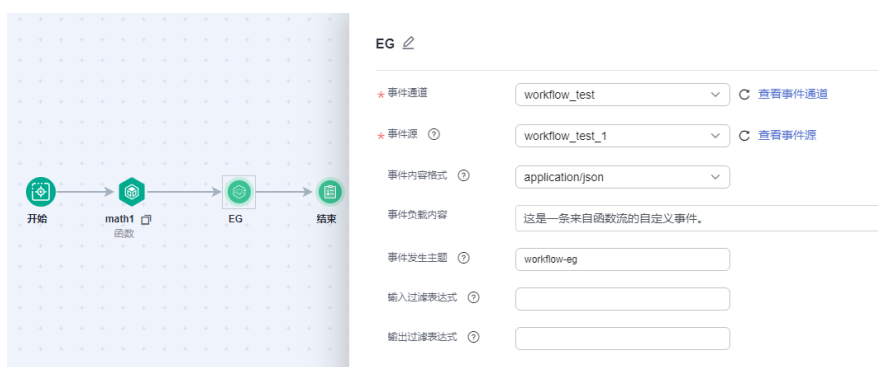 EG
* 事件通道 workflow_test 查看事件通道
* 事件源 workflow_test_1 查看事件源
事件内容格式 application/json
事件负载内容 这是一条来自函数流的自定义事件。
事件发生主题 workflow-eg
输入过滤表达式
输出过滤表达式
开始 math1 EG 结束
函数